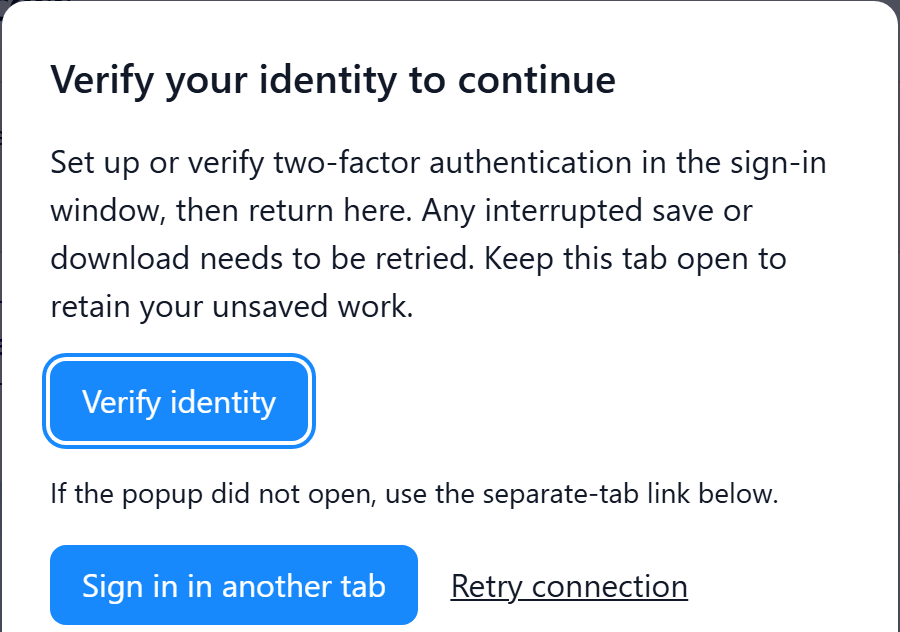 Verify your identity to continue
Set up or verify two-factor authentication in the sign-in
window, then return here. Any interrupted save or
download needs to be retried. Keep this tab open to
retain your unsaved work.
Verify identity
If the popup did not open, use the separate-tab link below.
Sign in in another tab
Retry connection